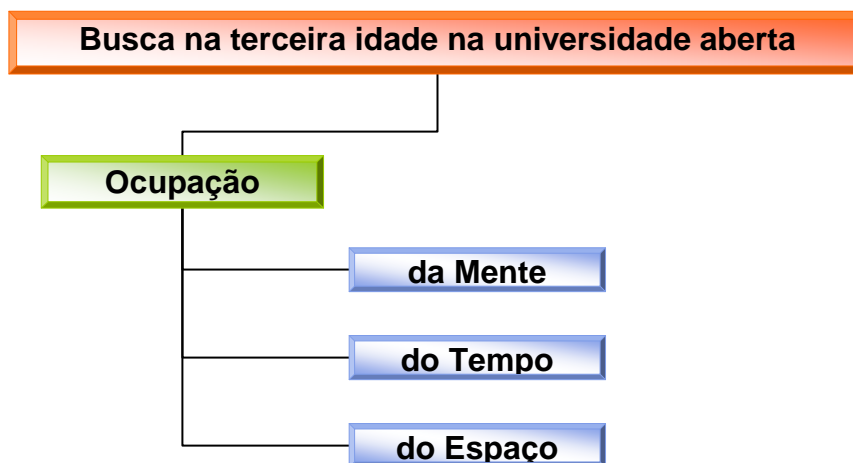 Busca na terceira idade na universidade aberta
Ocupação
da Mente
do Tempo
do Espaço